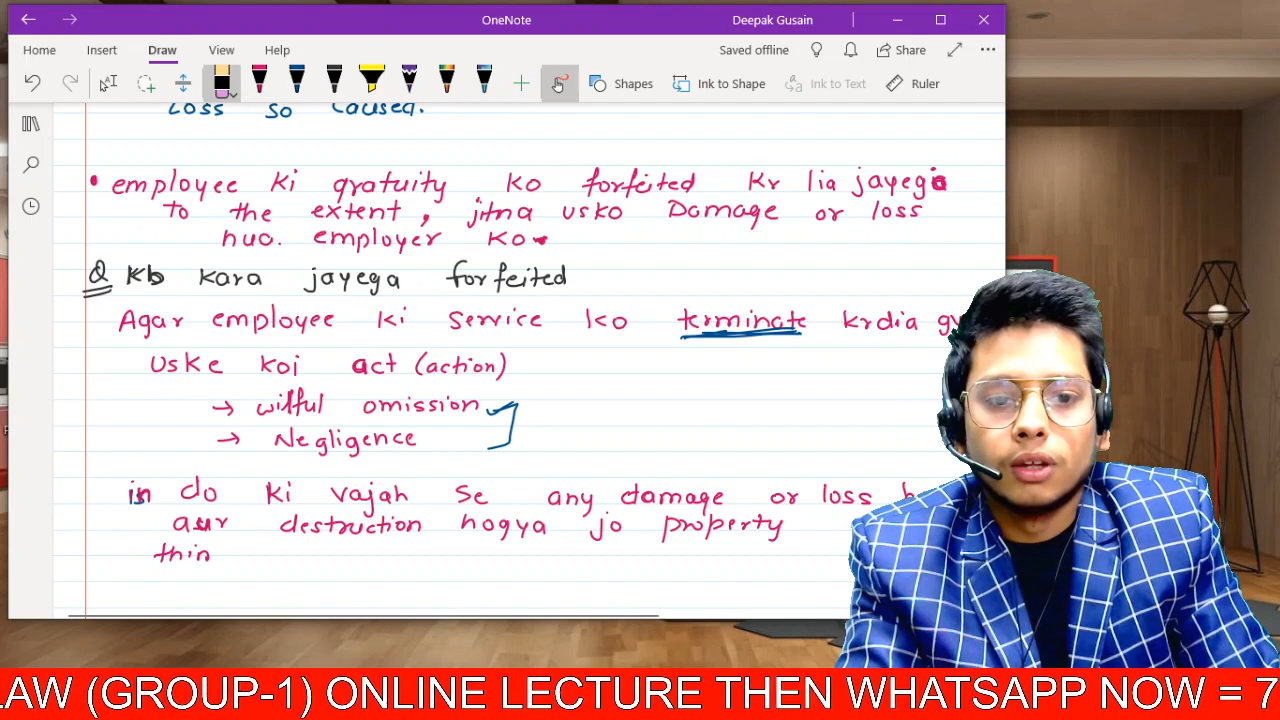 OneNote
Deepak Gusain
Home Insert Draw View Help
Saved offline
Share
Shapes
Ink to Shape
Ink to Text
Ruler
Loss so caused.
• employee ki gratuity ko forfeited kr lia jayega
to the extent, jitna usko Damage or loss
hua. employer ko.
Q Kb kara jayega forfeited
Agar employee ki service ko terminate krdia
uske koi act (action)
→ wilful omission
→ Negligence
in do ki vajah se any damage or loss
aur destruction hogya jo property
thin
LAW (GROUP-1) ONLINE LECTURE THEN WHATSAPP NOW = 7